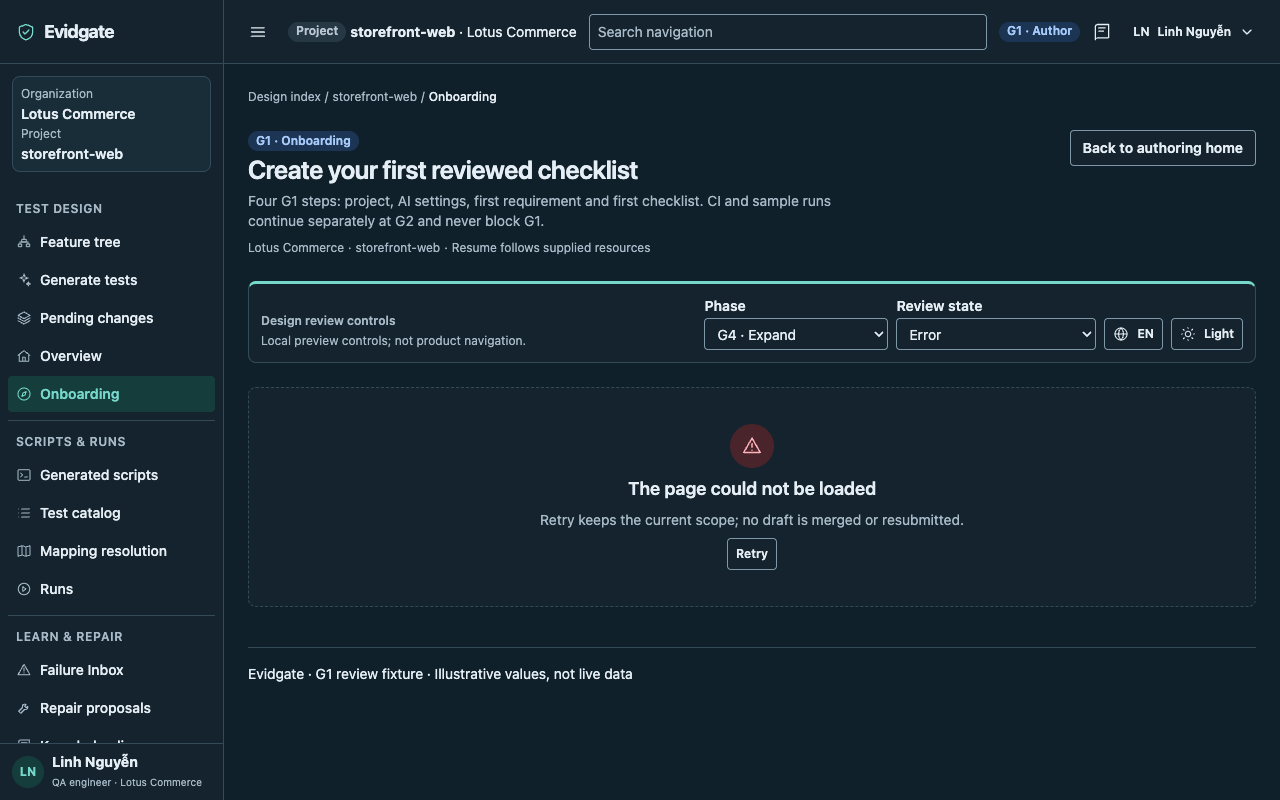 Evidgate
Project storefront-web · Lotus Commerce
Search navigation
G1 · Author
LN Linh Nguyễn
Organization
Lotus Commerce
Project
storefront-web
TEST DESIGN
Feature tree
Generate tests
Pending changes
Overview
Onboarding
SCRIPTS & RUNS
Generated scripts
Test catalog
Mapping resolution
Runs
LEARN & REPAIR
Failure Inbox
Repair proposals
LN
Linh Nguyễn
QA engineer · Lotus Commerce
Design index / storefront-web / Onboarding
G1 · Onboarding
Create your first reviewed checklist
Four G1 steps: project, AI settings, first requirement and first checklist. CI and sample runs
continue separately at G2 and never block G1.
Lotus Commerce · storefront-web · Resume follows supplied resources
Back to authoring home
Design review controls
Local preview controls; not product navigation.
Phase
G4 · Expand
Review state
Error
EN
Light
The page could not be loaded
Retry keeps the current scope; no draft is merged or resubmitted.
Retry
Evidgate · G1 review fixture · Illustrative values, not live data